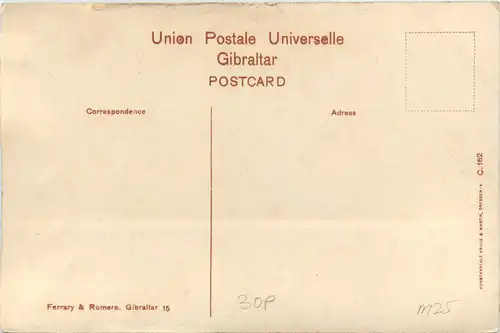 Union Postale Universelle
Gibraltar
POSTCARD
Correspondence
Adress
C. 162
Ferrary & Romero, Gibraltar 15
30p
M25